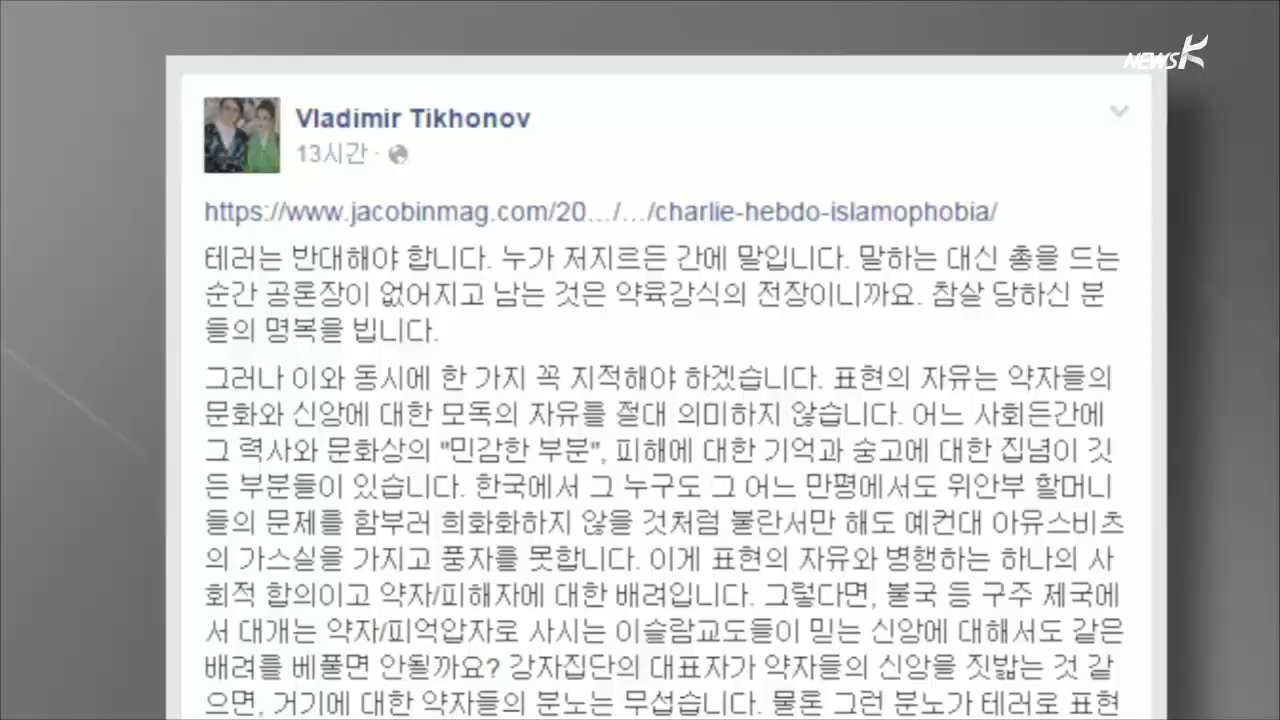 NEWSK
Vladimir Tikhonov
13시간 ·
https://www.jacobinmag.com/20.../.../charlie-hebdo-islamophobia/
테러는 반대해야 합니다. 누가 저지르든 간에 말입니다. 말하는 대신 총을 드는
순간 공론장이 없어지고 남는 것은 약육강식의 전장이니까요. 참살 당하신 분
들의 명복을 빕니다.
그러나 이와 동시에 한 가지 꼭 지적해야 하겠습니다. 표현의 자유는 약자들의
문화와 신앙에 대한 모독의 자유를 절대 의미하지 않습니다. 어느 사회든간에
그 력사와 문화상의 "민감한 부분", 피해에 대한 기억과 숭고에 대한 집념이 깃
든 부분들이 있습니다. 한국에서 그 누구도 그 어느 만평에서도 위안부 할머니
들의 문제를 함부러 희화화하지 않을 것처럼 불란서만 해도 예컨대 아유스비츠
의 가스실을 가지고 풍자를 못합니다. 이게 표현의 자유와 병행하는 하나의 사
회적 합의이고 약자/피해자에 대한 배려입니다. 그렇다면, 불국 등 구주 제국에
서 대개는 약자/피억압자로 사시는 이슬람교도들이 믿는 신앙에 대해서도 같은
배려를 베풀면 안될까요? 강자집단의 대표자가 약자들의 신앙을 짓밟는 것 같
으면, 거기에 대한 약자들의 분노는 무섭습니다. 물론 그런 분노가 테러로 표현